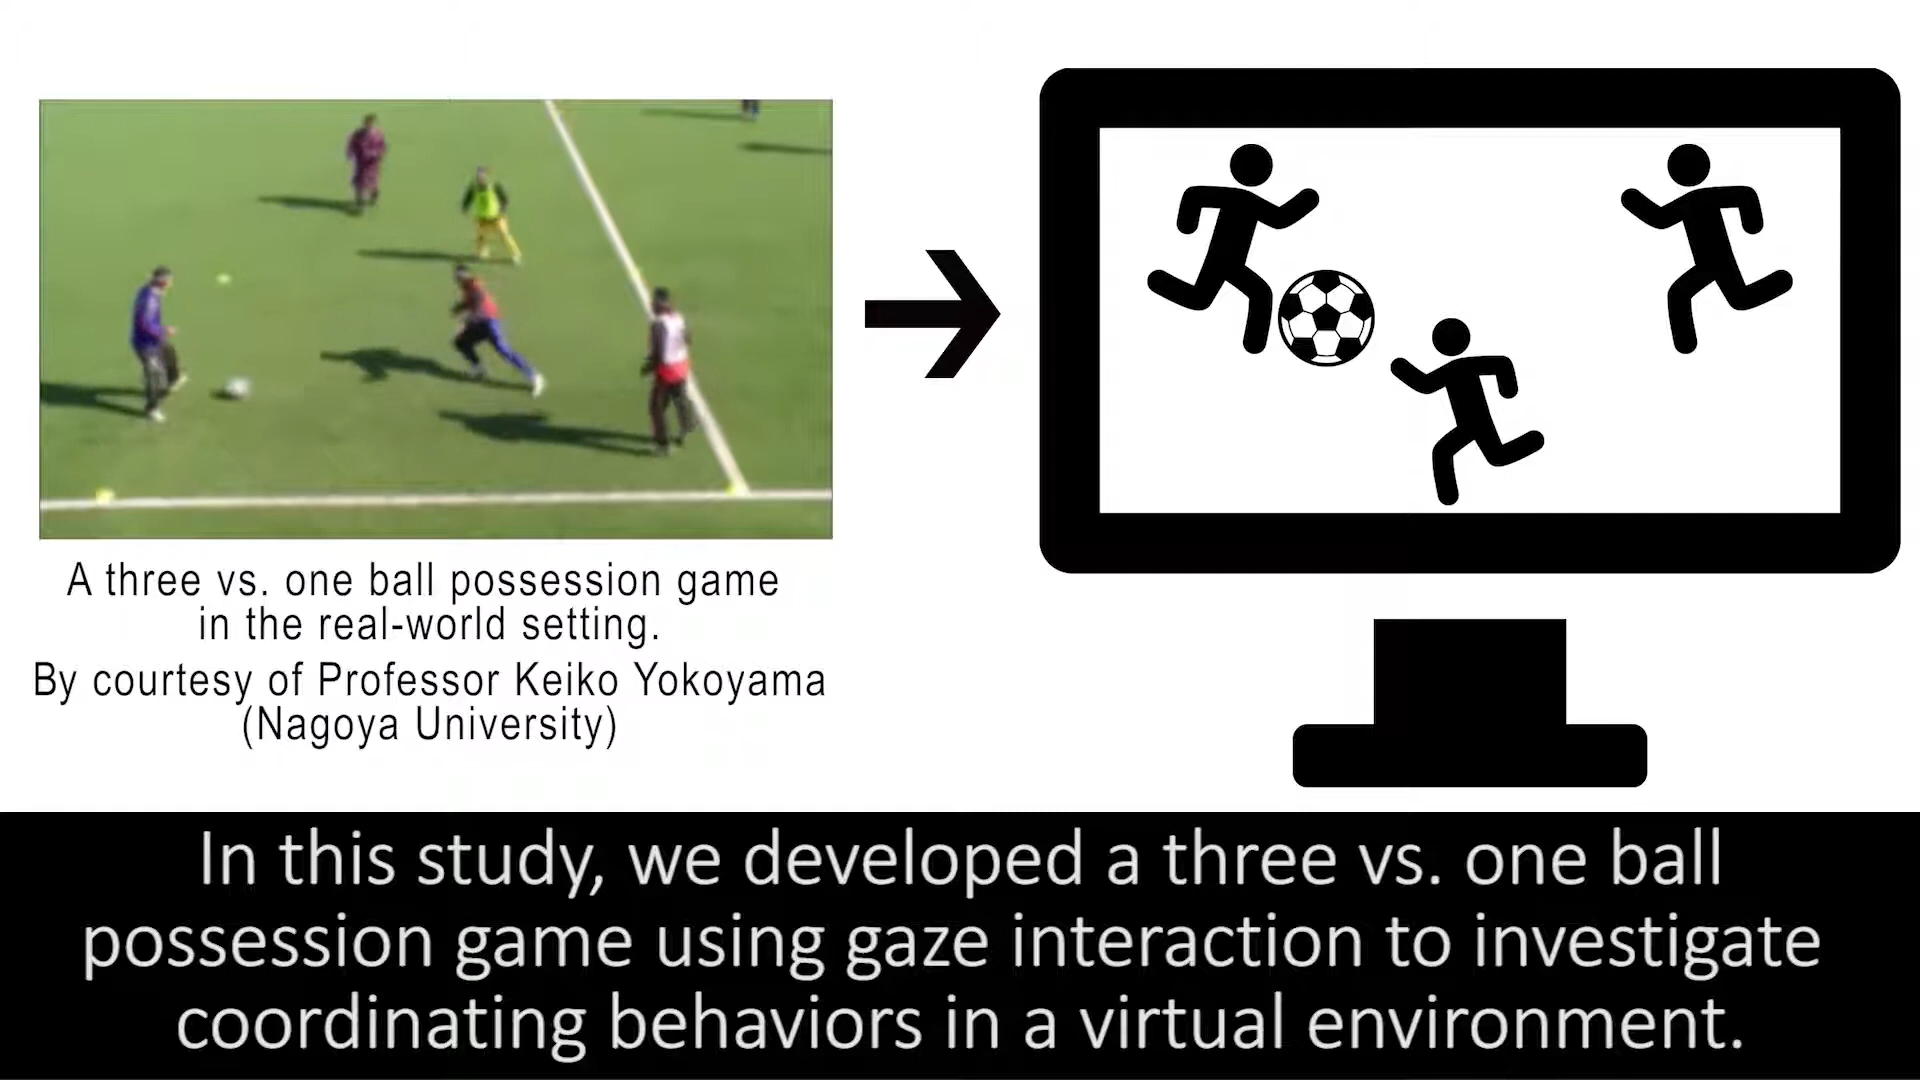 A three vs. one ball possession game
in the real-world setting.
By courtesy of Professor Keiko Yokoyama
(Nagoya University)
In this study, we developed a three vs. one ball
possession game using gaze interaction to investigate
coordinating behaviors in a virtual environment.